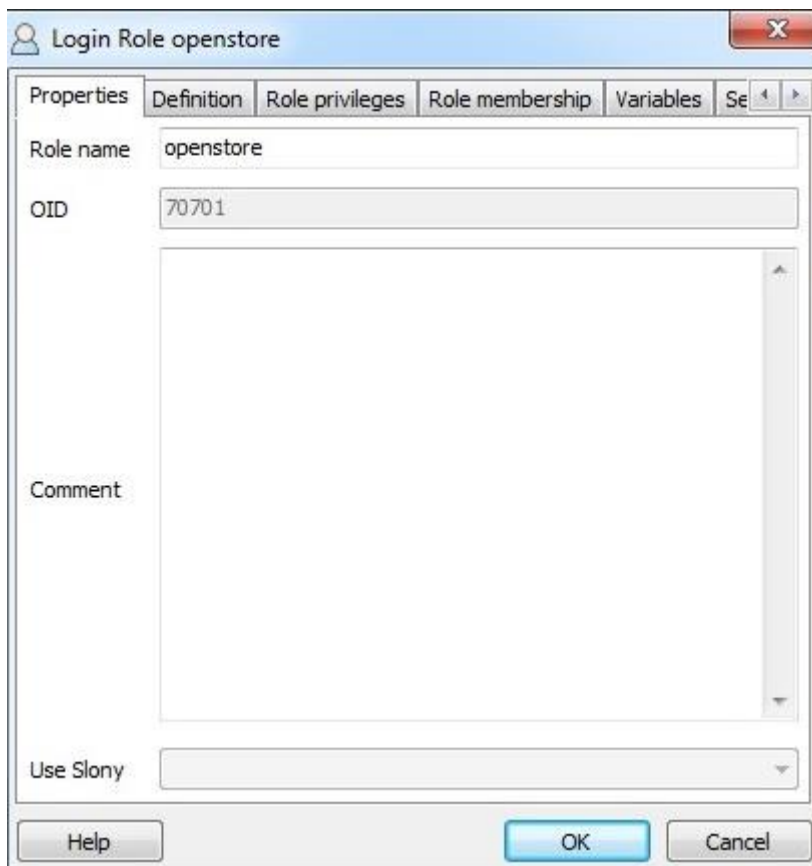 Login Role openstore
Properties Definition Role privileges Role membership Variables Se
Role name openstore
OID 70701
Comment
Use Slony
Help OK Cancel